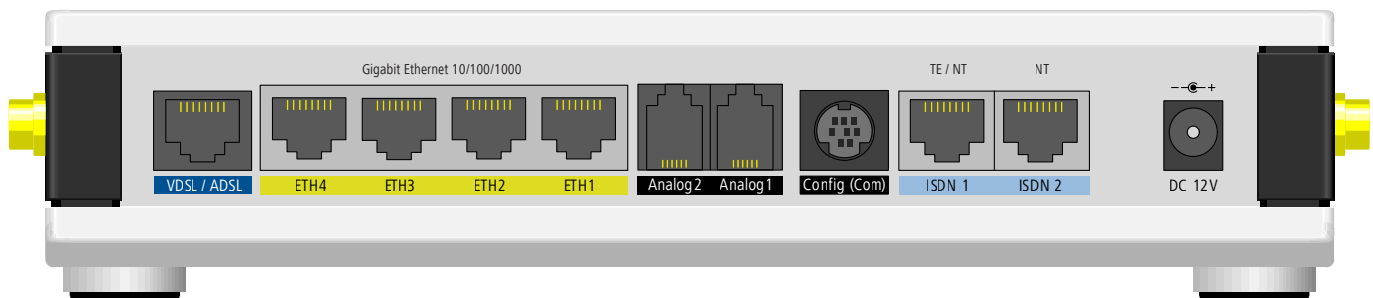 Gigabit Ethernet 10/100/1000
TE / NT
NT
VDSL / ADSL
ETH4
ETH3
ETH2
ETH1
Analog2
Analog1
Config (Com)
ISDN 1
ISDN 2
DC 12V